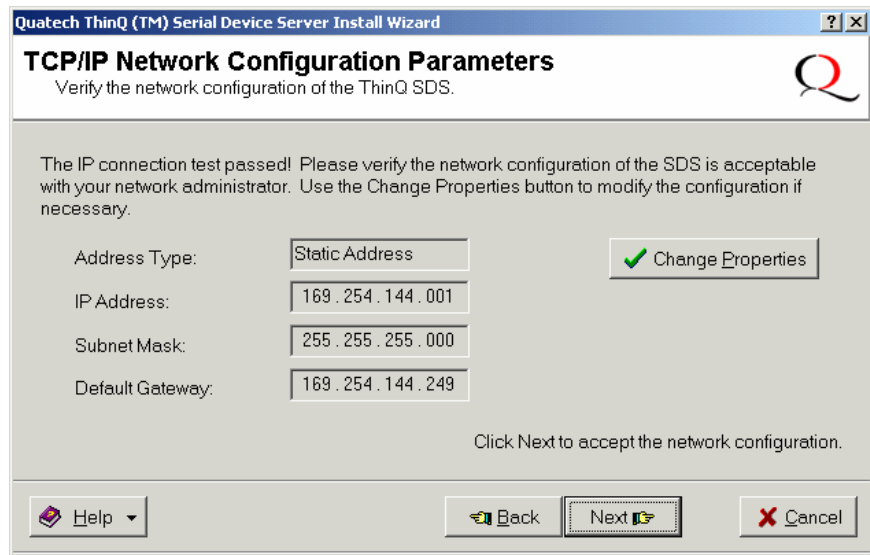 Quatech ThinQ (TM) Serial Device Server Install Wizard
TCP/IP Network Configuration Parameters
Verify the network configuration of the ThinQ SDS.
The IP connection test passed! Please verify the network configuration of the SDS is acceptable
with your network administrator. Use the Change Properties button to modify the configuration if
necessary.
Address Type: Static Address
Change Properties
IP Address: 169 . 254 . 144 . 001
Subnet Mask: 255 . 255 . 255 . 000
Default Gateway: 169 . 254 . 144 . 249
Click Next to accept the network configuration.
Help
Back
Next
Cancel